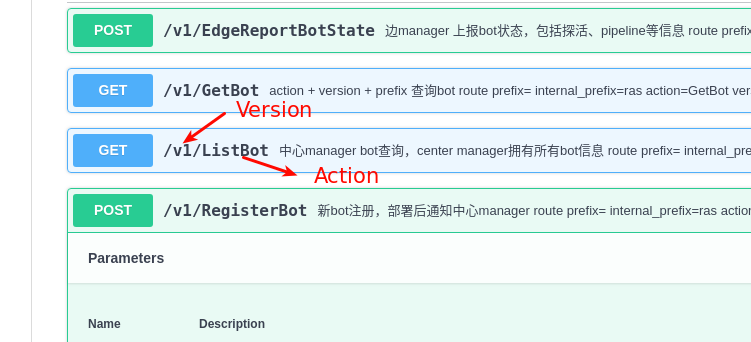 POST /v1/EdgeReportBotState 边manager 上报bot状态，包括探活、pipeline等信息 route prefix
GET /v1/GetBot action + version + prefix 查询bot route prefix= internal_prefix=ras action=GetBot ver
Version
GET /v1/ListBot 中心manager bot查询，center manager拥有所有bot信息 route prefix= internal_pre
Action
POST /v1/RegisterBot 新bot注册，部署后通知中心manager route prefix= internal_prefix=ras action
Parameters
Name Description